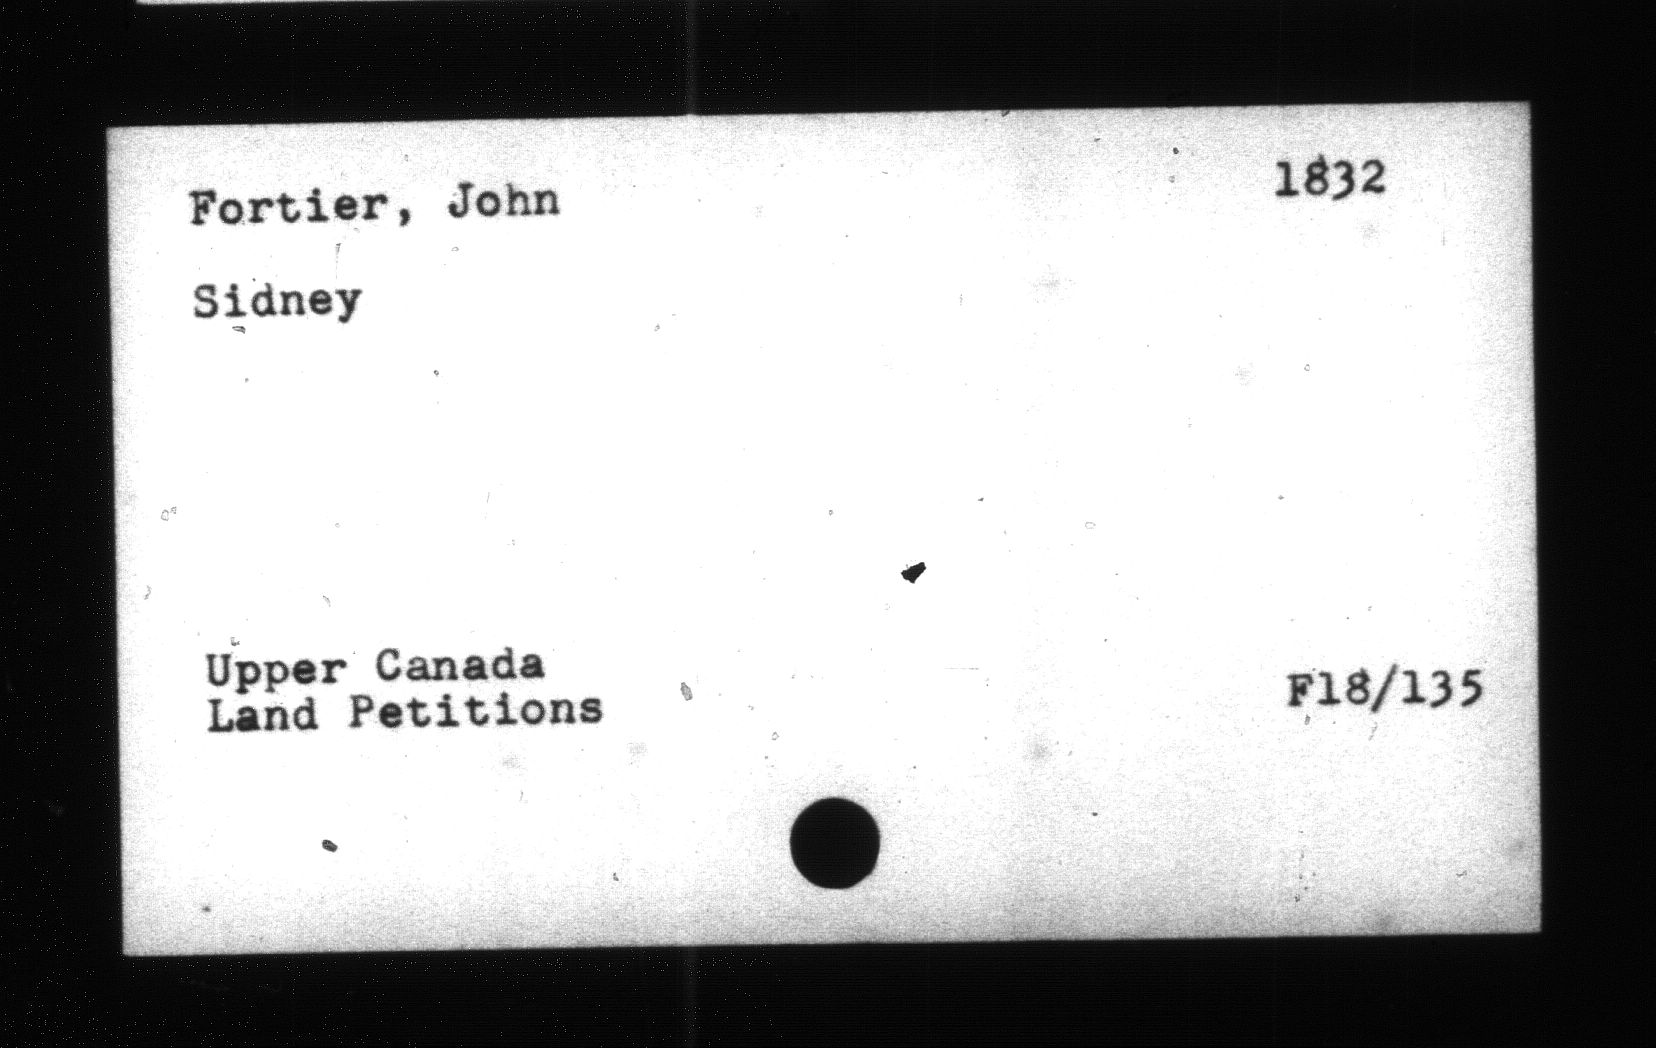 Fortier, John 1832
Sidney
Upper Canada
Land Petitions F18/135